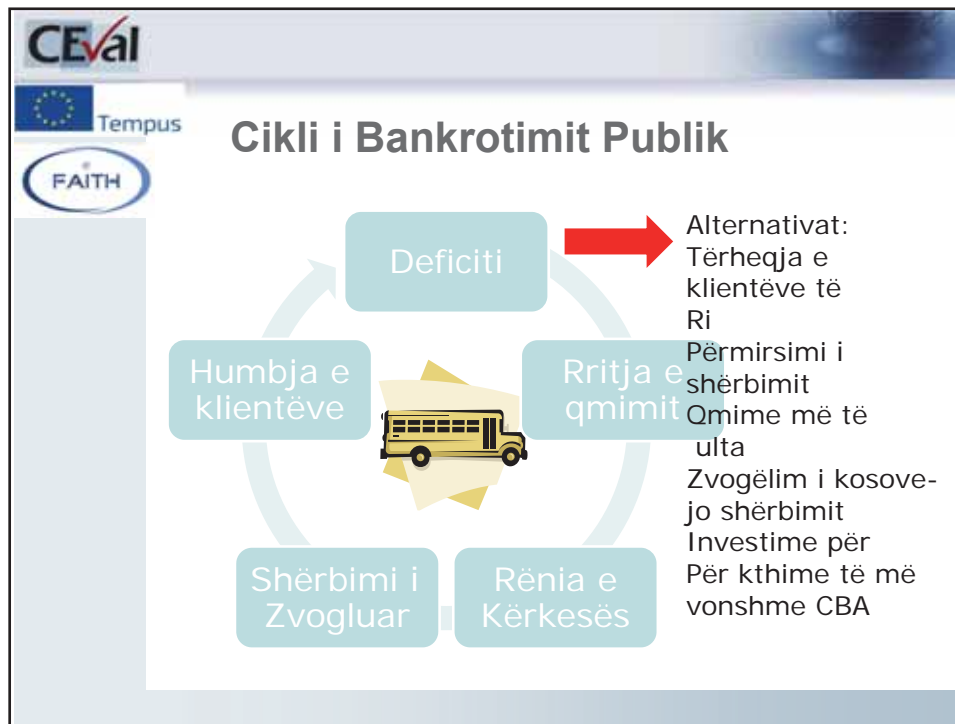 CEval
Tempus
FAITH
Cikli i Bankrotimit Publik
Deficiti
Rritja e
qmimit
Rënia e
Kërkesës
Shërbimi i
Zvogluar
Humbja e
klientëve
Alternativat:
Tërheqja e
klientëve të
Ri
Përmirsimi i
shërbimit
Qmime më të
ulta
Zvogëlim i kosove-
jo shërbimit
Investime për
Për kthime të më
vonshme CBA